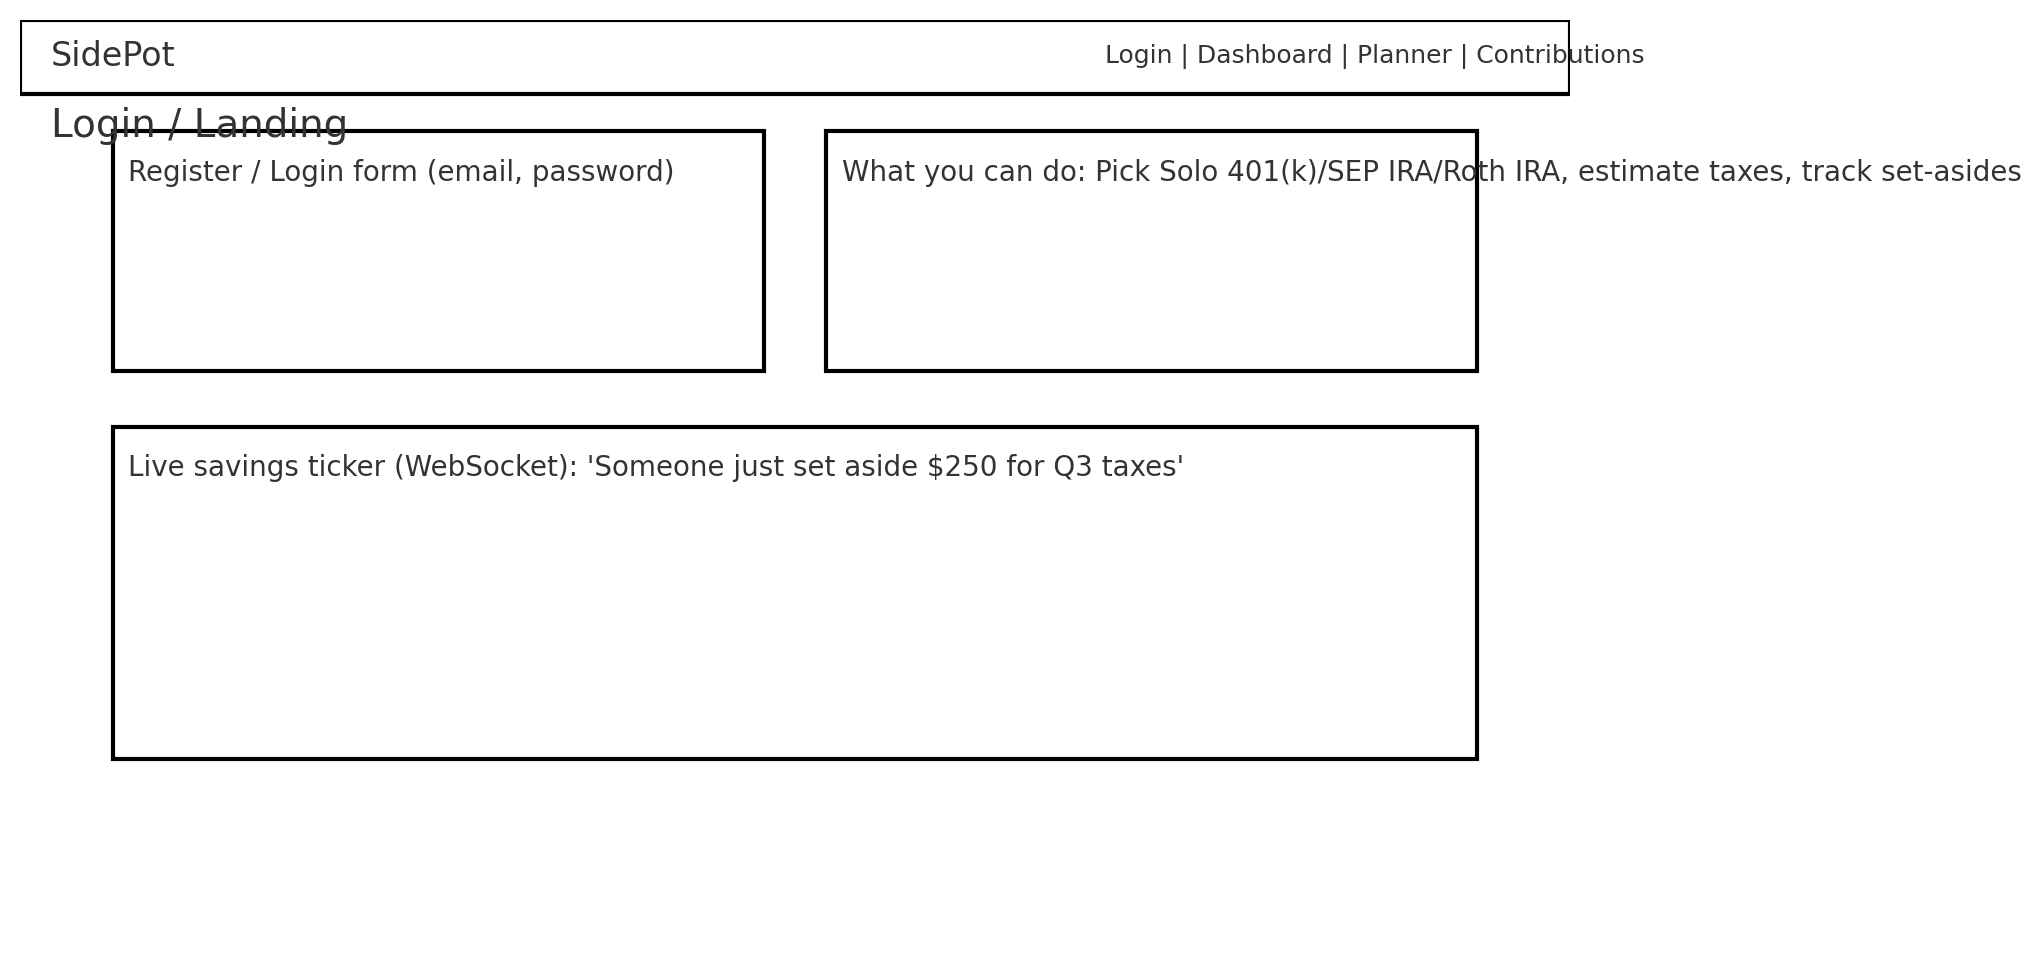 SidePot
Login | Dashboard | Planner | Contributions
Login / Landing
Register / Login form (email, password)
What you can do: Pick Solo 401(k)/SEP IRA/Roth IRA, estimate taxes, track set-asides
Live savings ticker (WebSocket): 'Someone just set aside $250 for Q3 taxes'